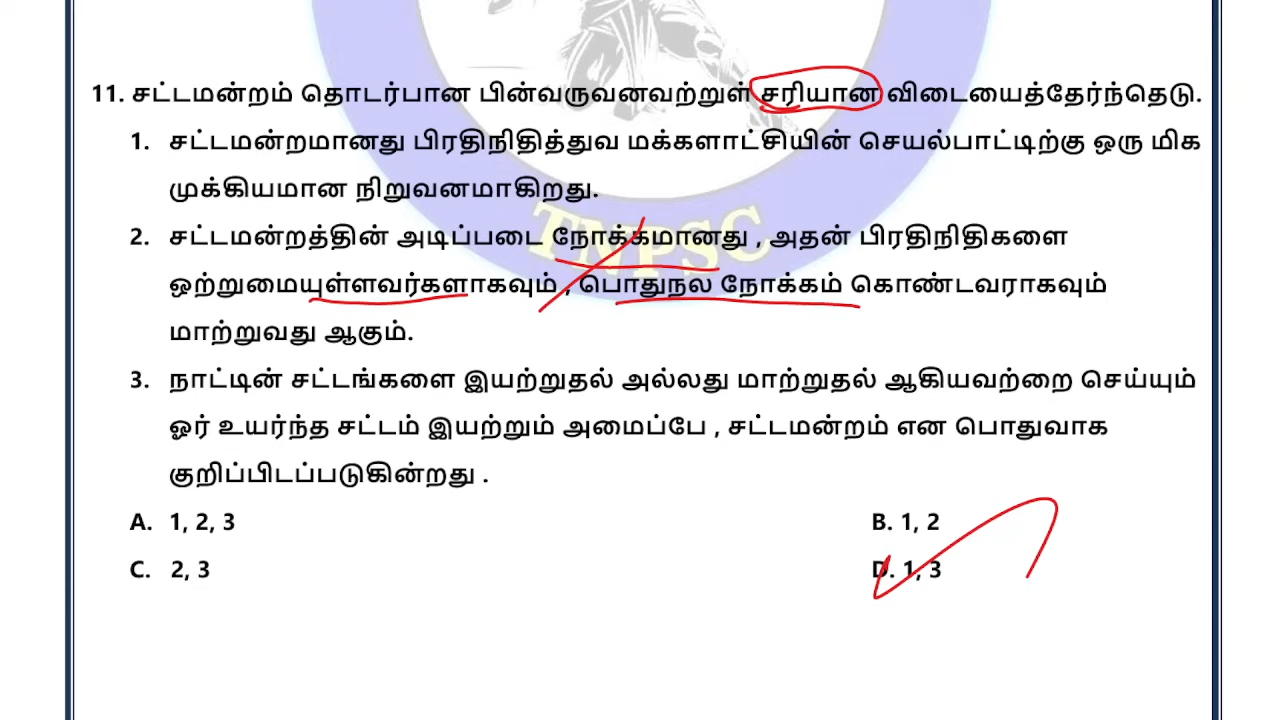 11. சட்டமன்றம் தொடர்பான பின்வருவனவற்றுள் சரியான விடையைத்தேர்ந்தெடு.
1. சட்டமன்றமானது பிரதிநிதித்துவ மக்களாட்சியின் செயல்பாட்டிற்கு ஒரு மிக
முக்கியமான நிறுவனமாகிறது.
TNPSC
2. சட்டமன்றத்தின் அடிப்படை நோக்கமானது , அதன் பிரதிநிதிகளை
ஒற்றுமையுள்ளவர்களாகவும் , பொதுநல நோக்கம் கொண்டவராகவும்
மாற்றுவது ஆகும்.
3. நாட்டின் சட்டங்களை இயற்றுதல் அல்லது மாற்றுதல் ஆகியவற்றை செய்யும்
ஓர் உயர்ந்த சட்டம் இயற்றும் அமைப்பே , சட்டமன்றம் என பொதுவாக
குறிப்பிடப்படுகின்றது .
A. 1, 2, 3 B. 1, 2
C. 2, 3 D. 1, 3